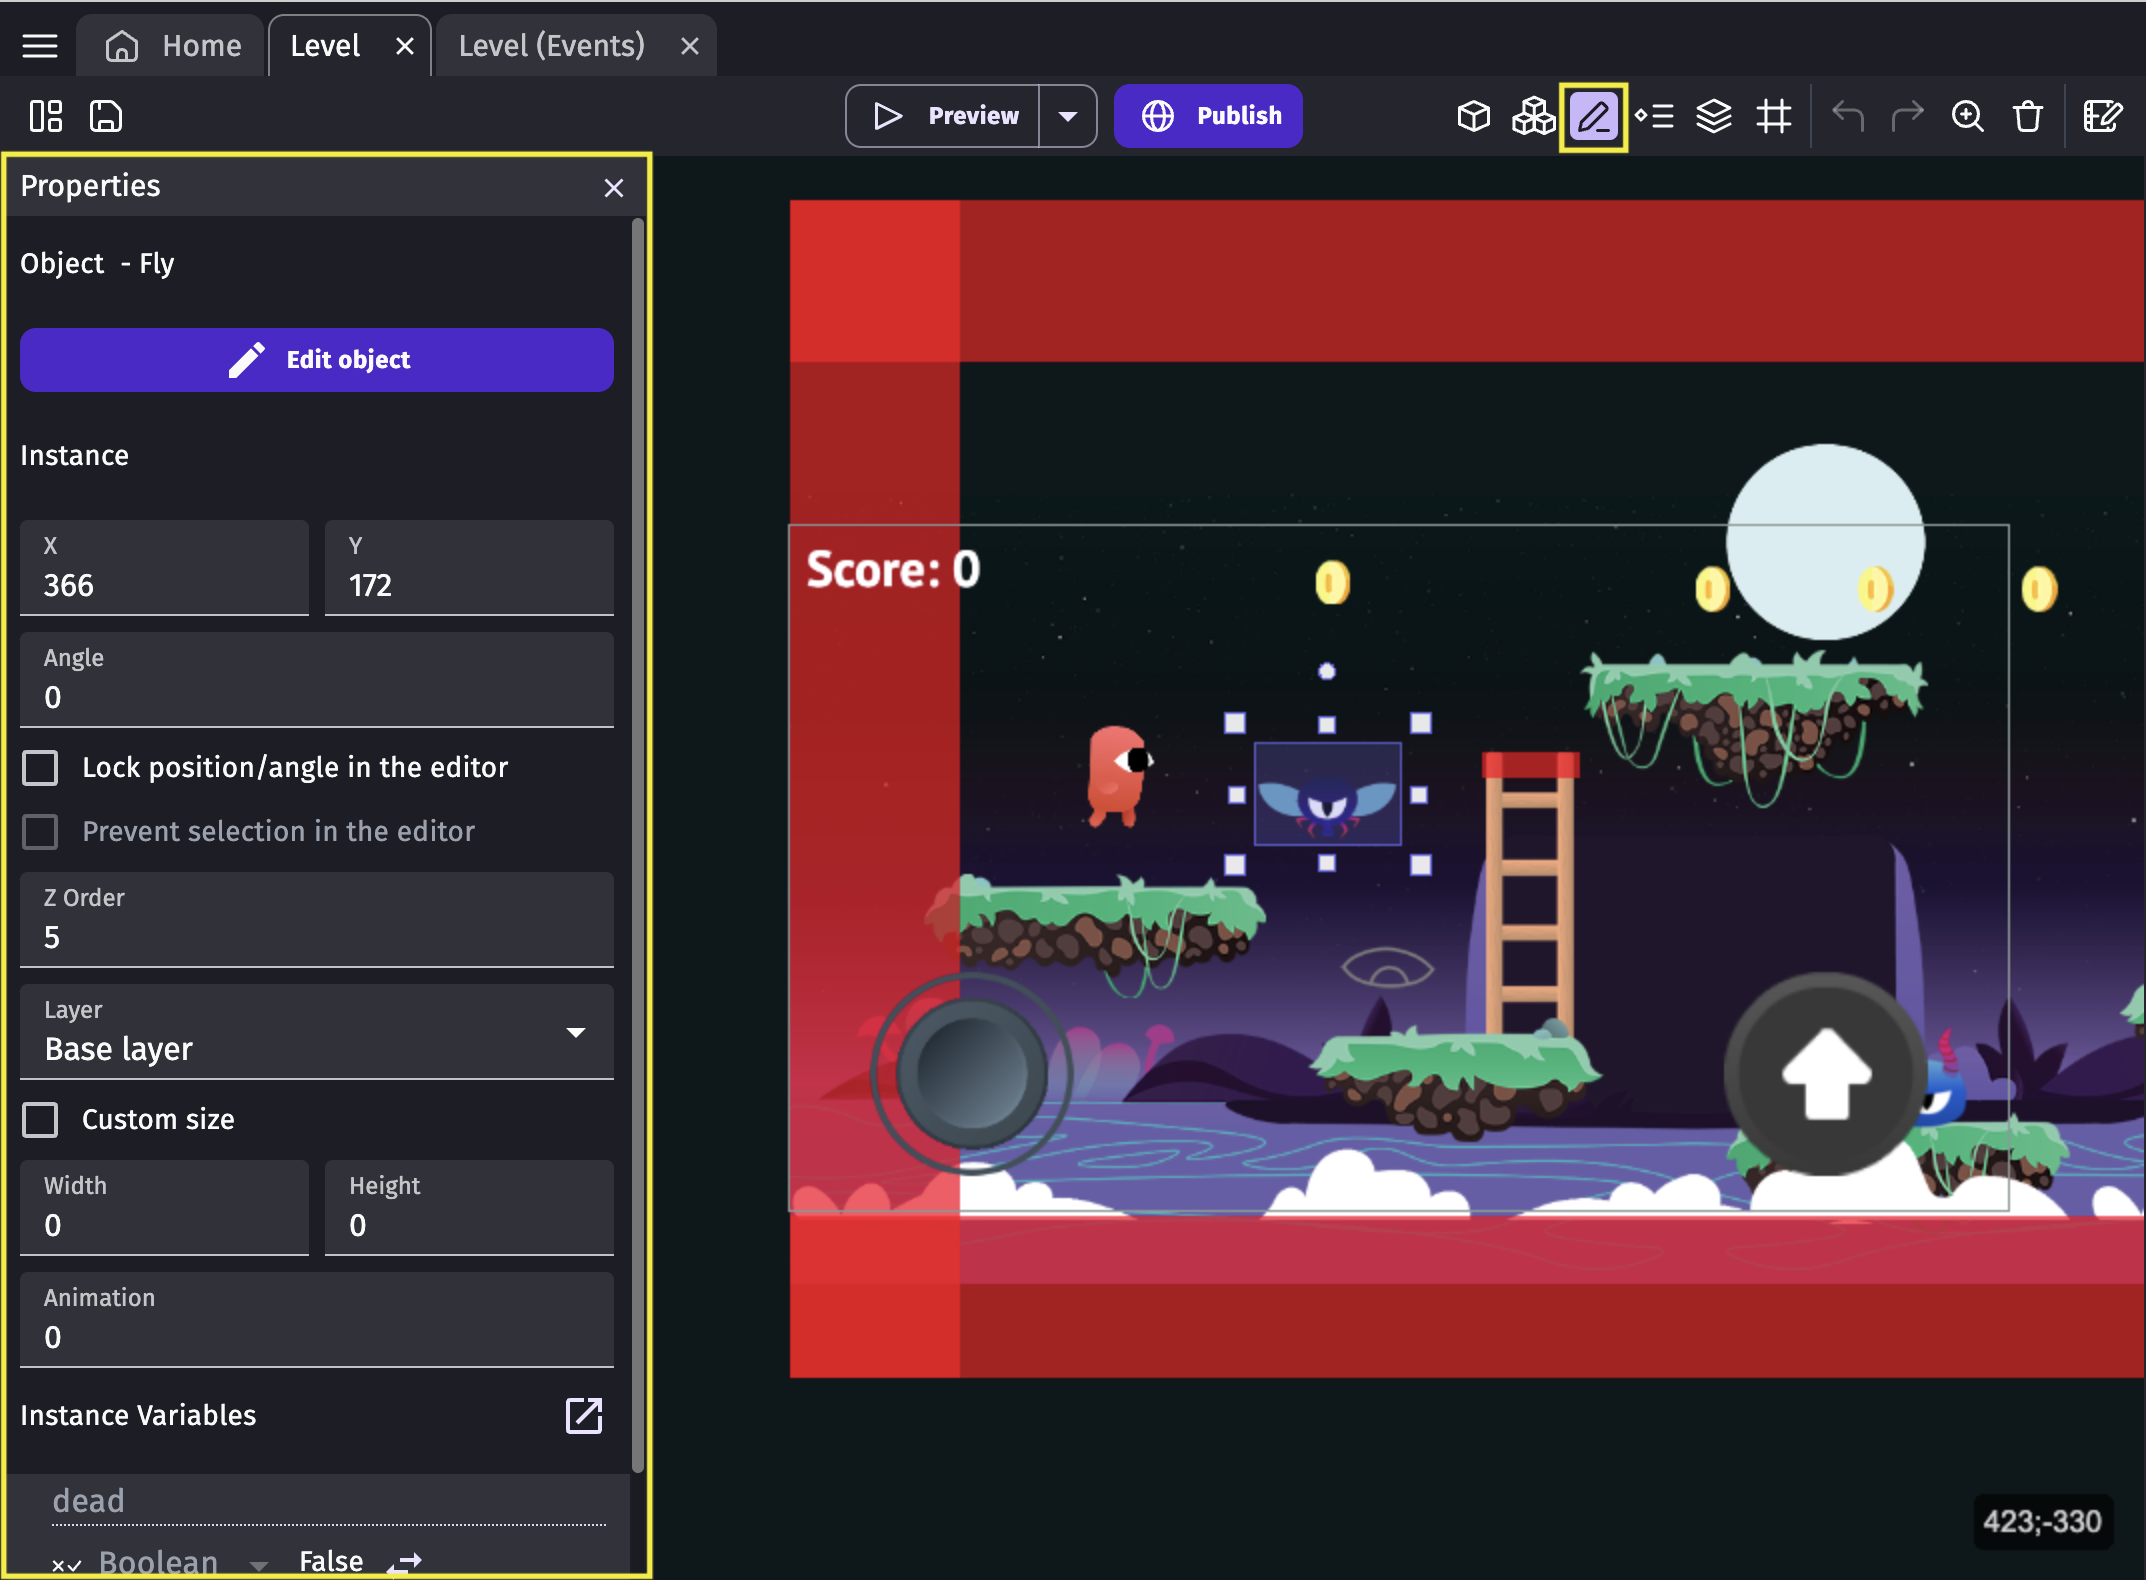 Home
Level
Level (Events)
Preview
Publish
Properties
Object - Fly
Edit object
Instance
X
366
Y
172
Angle
0
Lock position/angle in the editor
Prevent selection in the editor
Z Order
5
Layer
Base layer
Custom size
Width
0
Height
0
Animation
0
Instance Variables
dead
Boolean
False
Score: 0
423;-330